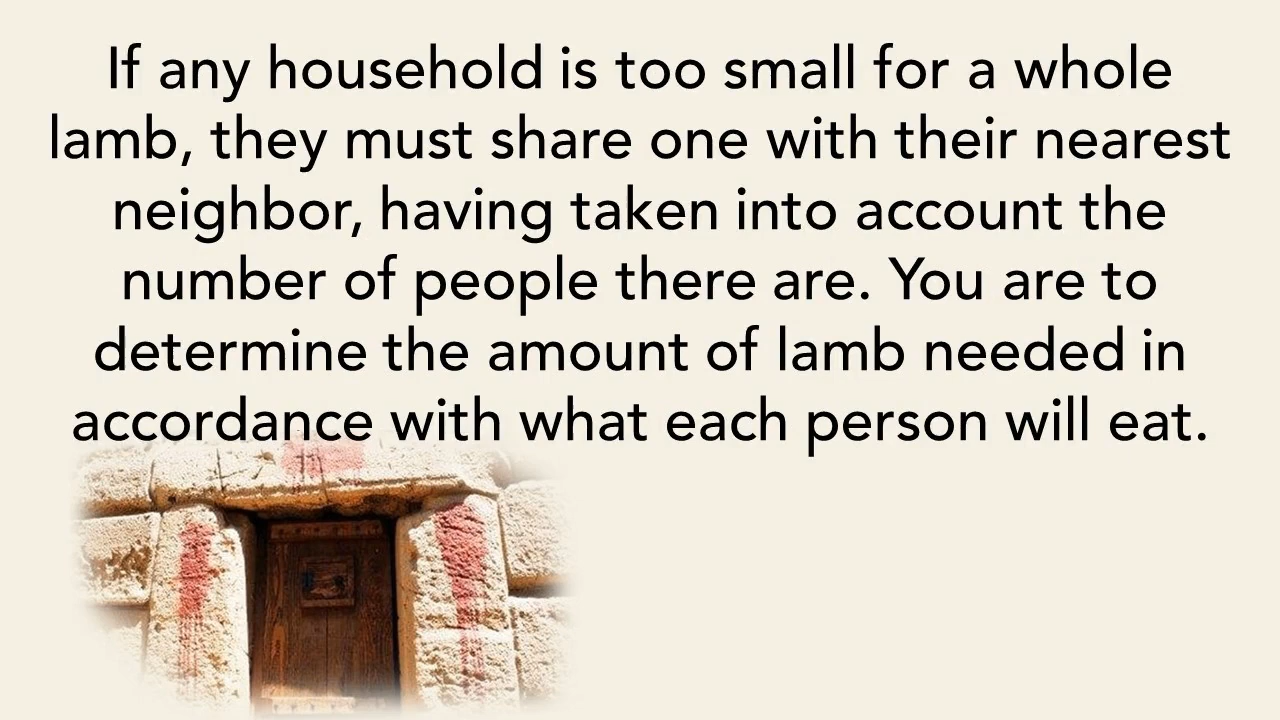 If any household is too small for a whole
lamb, they must share one with their nearest
neighbor, having taken into account the
number of people there are. You are to
determine the amount of lamb needed in
accordance with what each person will eat.